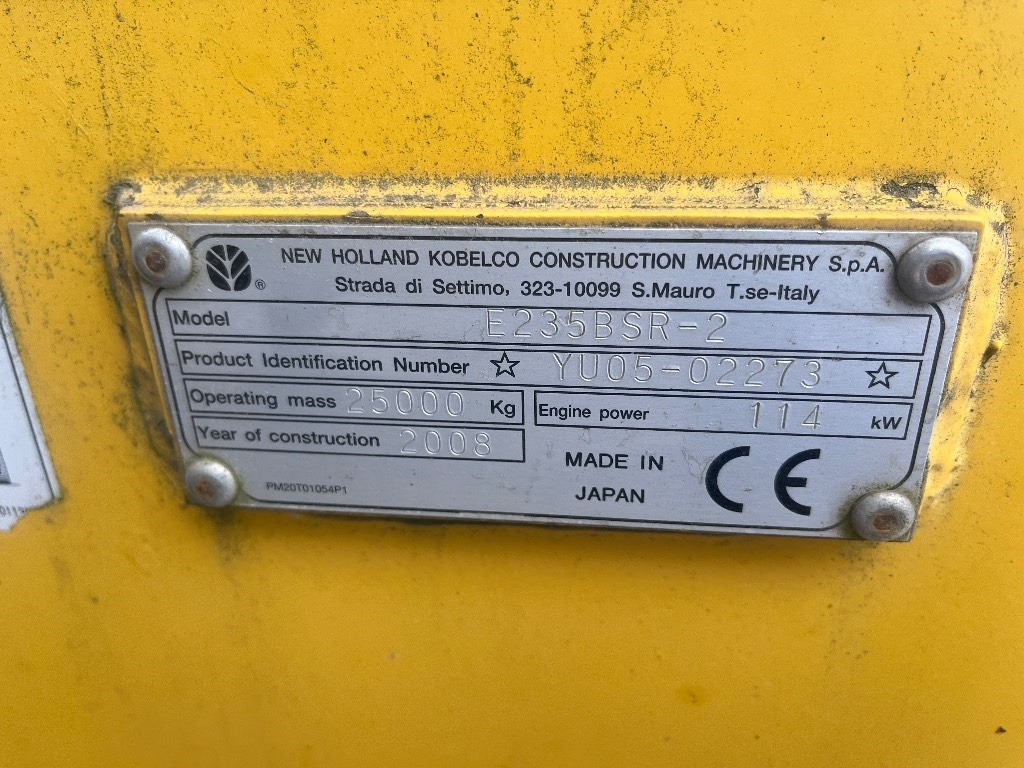 NEW HOLLAND KOBELCO CONSTRUCTION MACHINERY S.p.A.
Strada di Settimo, 323-10099 S.Mauro T.se-Italy
Model E235BSR-2
Product Identification Number ☆ YU05-02273 ☆
Operating mass 25000 Kg Engine power 114 kW
Year of construction 2008
MADE IN
JAPAN
CE
PM20T01054P1
®